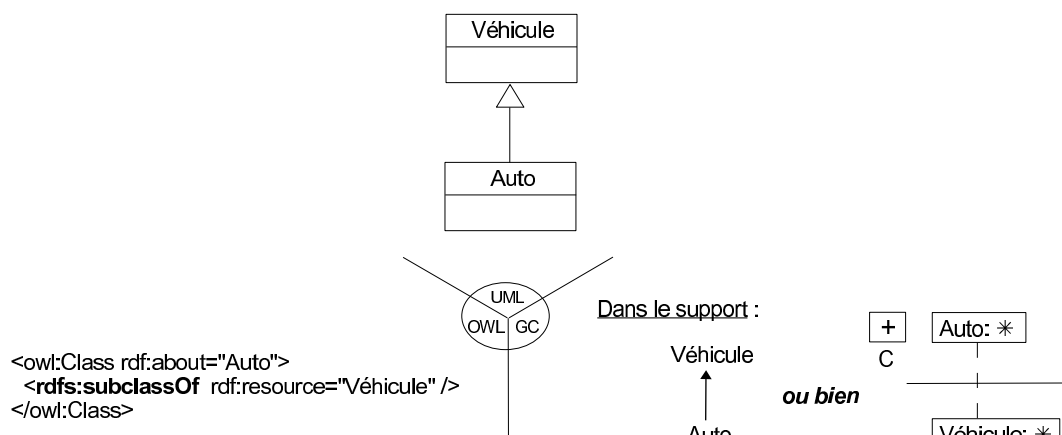 Véhicule
Auto
UML
OWL GC
<owl:Class rdf:about="Auto">
<rdfs:subclassOf rdf:resource="Véhicule" />
</owl:Class>
Dans le support :
Véhicule
Auto
ou bien
+
C
Auto: ✳
Véhicule: ✳